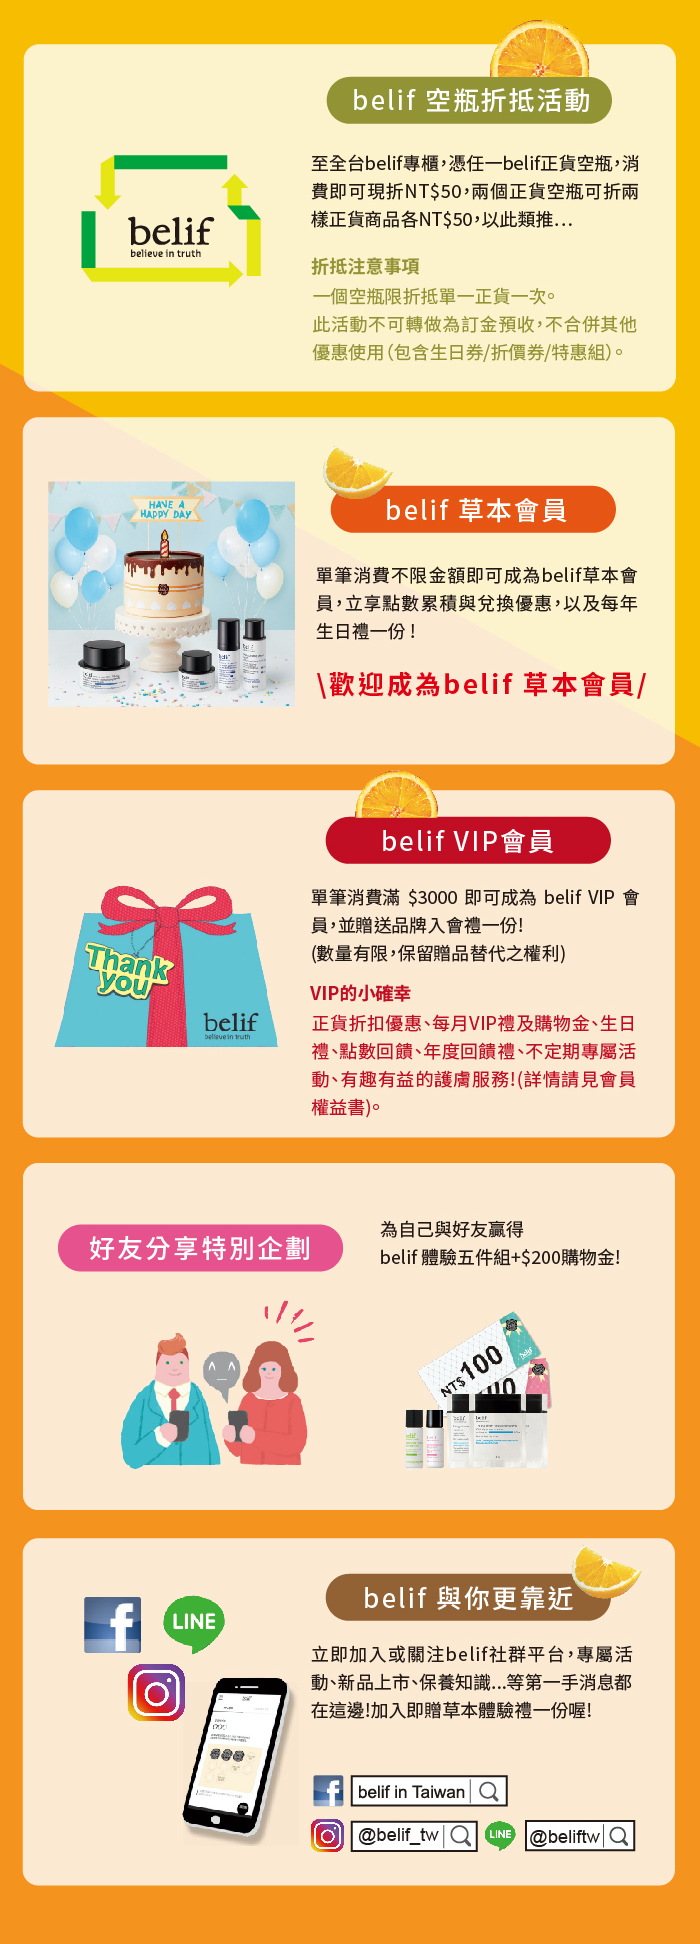 belif 空瓶折抵活動
belif
believe in truth
至全台belif專櫃,憑任一belif正貨空瓶,消
費即可現折NT$50,兩個正貨空瓶可折兩
樣正貨商品各NT$50,以此類推…
折抵注意事項
一個空瓶限折抵單一正貨一次。
此活動不可轉做為訂金預收,不合併其他
優惠使用(包含生日券/折價券/特惠組)。
belif 草本會員
HAVE A
HAPPY DAY
單筆消費不限金額即可成為belif草本會
員,立享點數累積與兌換優惠,以及每年
生日禮一份!
\歡迎成為belif 草本會員/
belif VIP會員
Thank
you
belif
believe in truth
單筆消費滿 $3000 即可成為 belif VIP 會
員,並贈送品牌入會禮一份!
(數量有限,保留贈品替代之權利)
VIP的小確幸
正貨折扣優惠、每月VIP禮及購物金、生日
禮、點數回饋、年度回饋禮、不定期專屬活
動、有趣有益的護膚服務!(詳情請見會員
權益書)。
好友分享特別企劃
為自己與好友贏得
belif 體驗五件組+$200購物金!
NT$100
belif
belif
belif
belif 與你更靠近
LINE
立即加入或關注belif社群平台,專屬活
動、新品上市、保養知識...等第一手消息都
在這邊!加入即贈草本體驗禮一份喔!
belif in Taiwan
@belif_tw
LINE
@beliftw